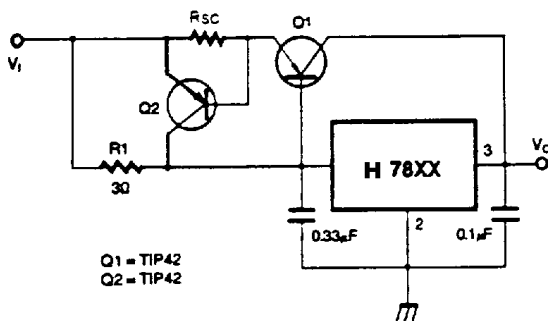 Rsc
Q1
VI
Q2
R1
3Ω
H 78XX
3
VO
2
0.33µF
0.1µF
Q1 = TIP42
Q2 = TIP42